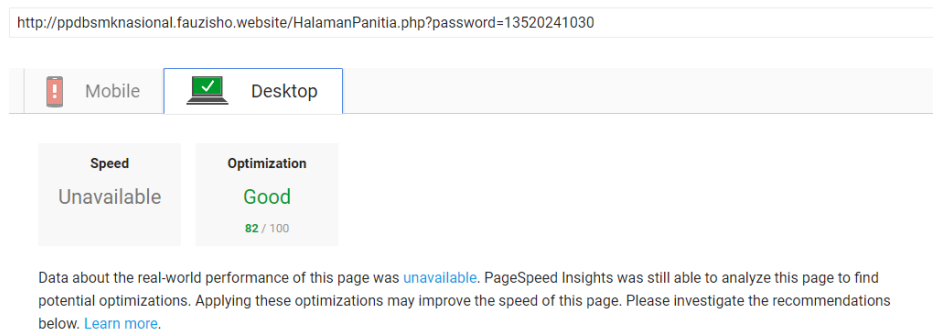 http://ppdbsmknasional.fauzisho.website/HalamanPanitia.php?password=13520241030
Mobile
Desktop
Speed
Unavailable
Optimization
Good
82 / 100
Data about the real-world performance of this page was unavailable. PageSpeed Insights was still able to analyze this page to find
potential optimizations. Applying these optimizations may improve the speed of this page. Please investigate the recommendations
below. Learn more.